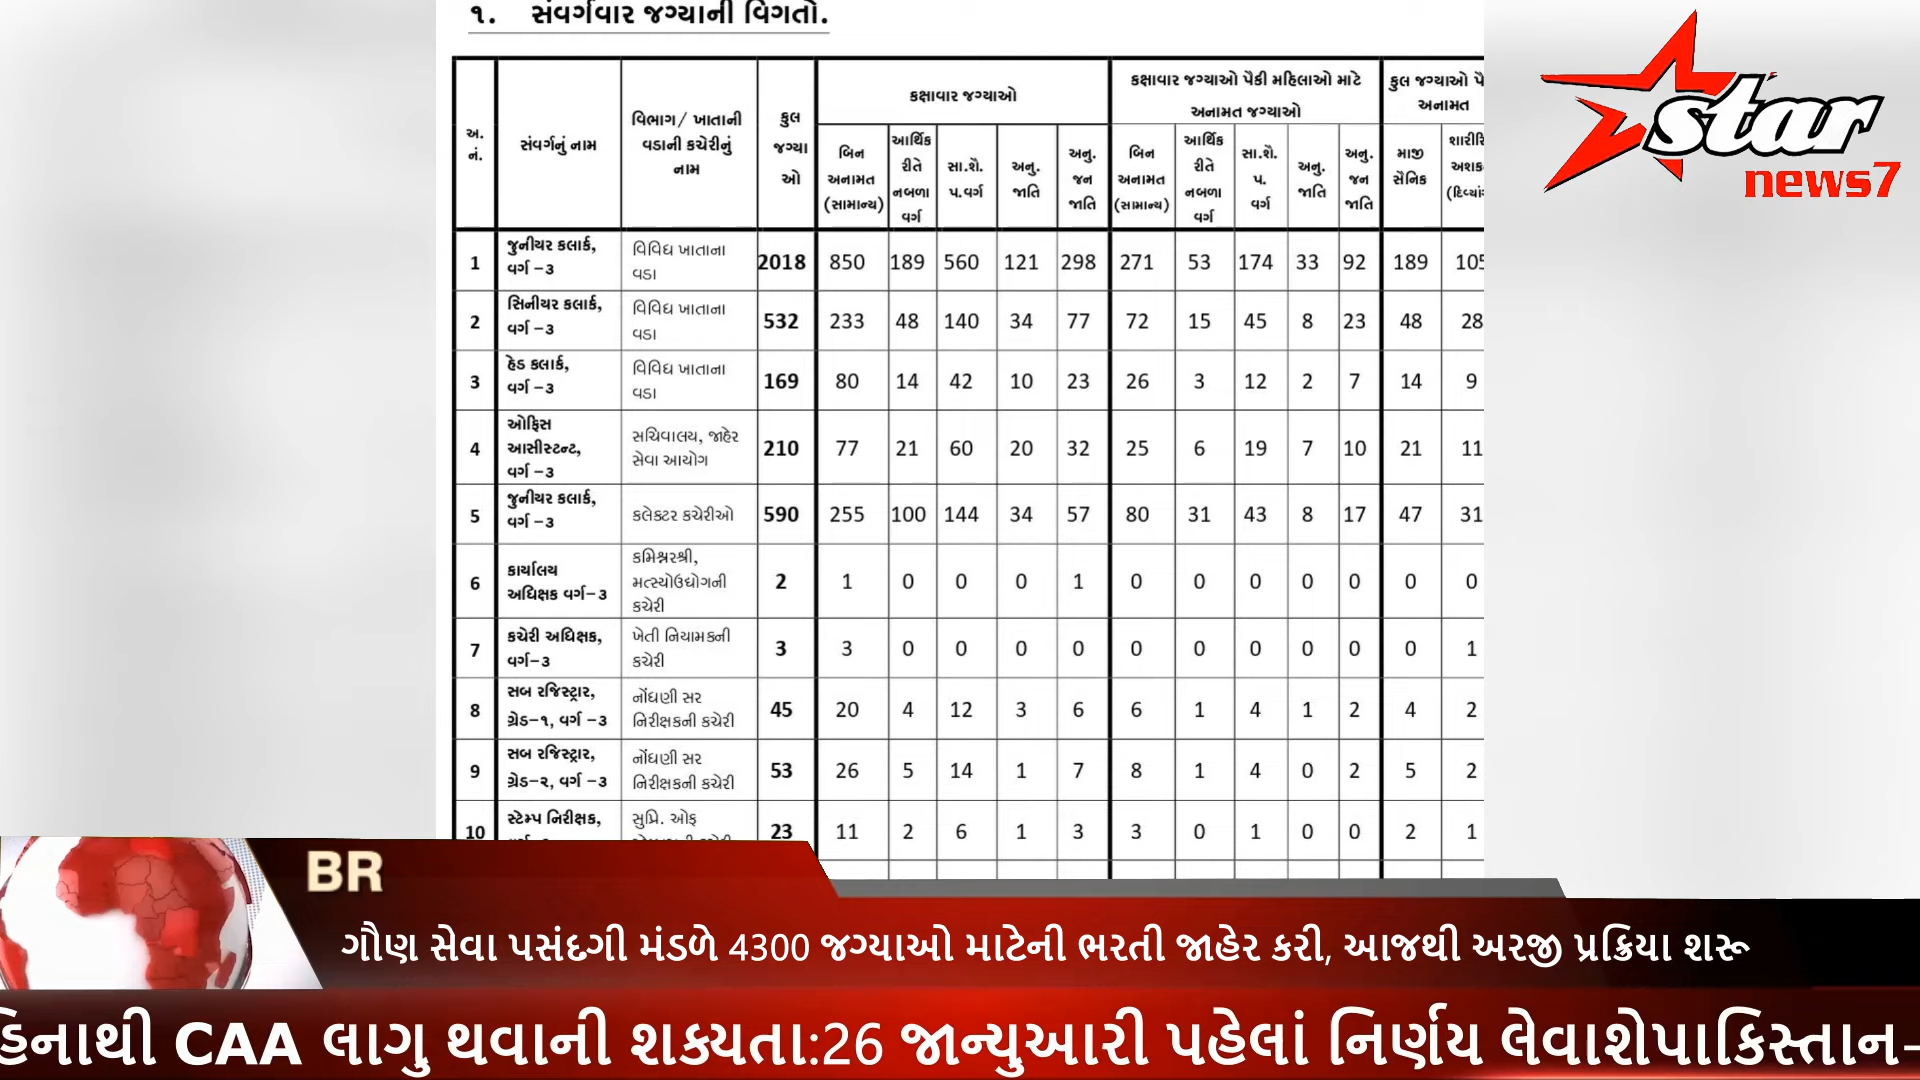 ૧. સંવર્ગવાર જગ્યાની વિગતો.
અ. નં. સંવર્ગનું નામ વિભાગ/ ખાતાની વડાની કચેરીનું નામ કુલ જગ્યા ઓ કક્ષાવાર જગ્યાઓ કક્ષાવાર જગ્યાઓ પૈકી મહિલાઓ માટે અનામત જગ્યાઓ કુલ જગ્યાઓ અનામત
બિન અનામત (સામાન્ય) આર્થિક રીતે નબળા વર્ગ સા.શૈ. પ.વર્ગ અનુ. જાતિ અનુ. જન જાતિ બિન અનામત (સામાન્ય) આર્થિક રીતે નબળા વર્ગ સા.શૈ. પ. વર્ગ અનુ. જાતિ અનુ. જન જાતિ માજી સૈનિક
1 જુનીયર કલાર્ક, વર્ગ -૩ વિવિધ ખાતાના વડા 2018 850 189 560 121 298 271 53 174 33 92 189 105
2 સિનીયર કલાર્ક, વર્ગ -૩ વિવિધ ખાતાના વડા 532 233 48 140 34 77 72 15 45 8 23 48 28
3 હેડ કલાર્ક, વર્ગ -૩ વિવિધ ખાતાના વડા 169 80 14 42 10 23 26 3 12 2 7 14 9
4 ઓફિસ આસીસ્ટન્ટ, વર્ગ -૩ સચિવાલય, જાહેર સેવા આયોગ 210 77 21 60 20 32 25 6 19 7 10 21 11
5 જુનીયર કલાર્ક, વર્ગ -૩ કલેક્ટર કચેરીઓ 590 255 100 144 34 57 80 31 43 8 17 47 31
6 કાર્યાલય અધિક્ષક વર્ગ-૩ કમિશ્નરશ્રી, મત્સ્યોઉદ્યોગની કચેરી 2 1 0 0 0 1 0 0 0 0 0 0 0
7 કચેરી અધિક્ષક, વર્ગ-૩ ખેતી નિયામકની કચેરી 3 3 0 0 0 0 0 0 0 0 0 0 1
8 સબ રજિસ્ટ્રાર, ગ્રેડ-૧, વર્ગ -૩ નોંધણી સર નિરીક્ષકની કચેરી 45 20 4 12 3 6 6 1 4 1 2 4 2
9 સબ રજિસ્ટ્રાર, ગ્રેડ-૨, વર્ગ -૩ નોંધણી સર નિરીક્ષકની કચેરી 53 26 5 14 1 7 8 1 4 0 2 5 2
10 સ્ટેમ્પ નિરીક્ષક, સુપ્રિ. ઓફ 23 11 2 6 1 3 3 0 1 0 0 2 1
star
news7
BR
ગૌણ સેવા પસંદગી મંડળે 4300 જગ્યાઓ માટેની ભરતી જાહેર કરી, આજથી અરજી પ્રક્રિયા શરૂ
હિનાથી CAA લાગુ થવાની શક્યતા:26 જાન્યુઆરી પહેલાં નિર્ણય લેવાશેપાકિસ્તાન-